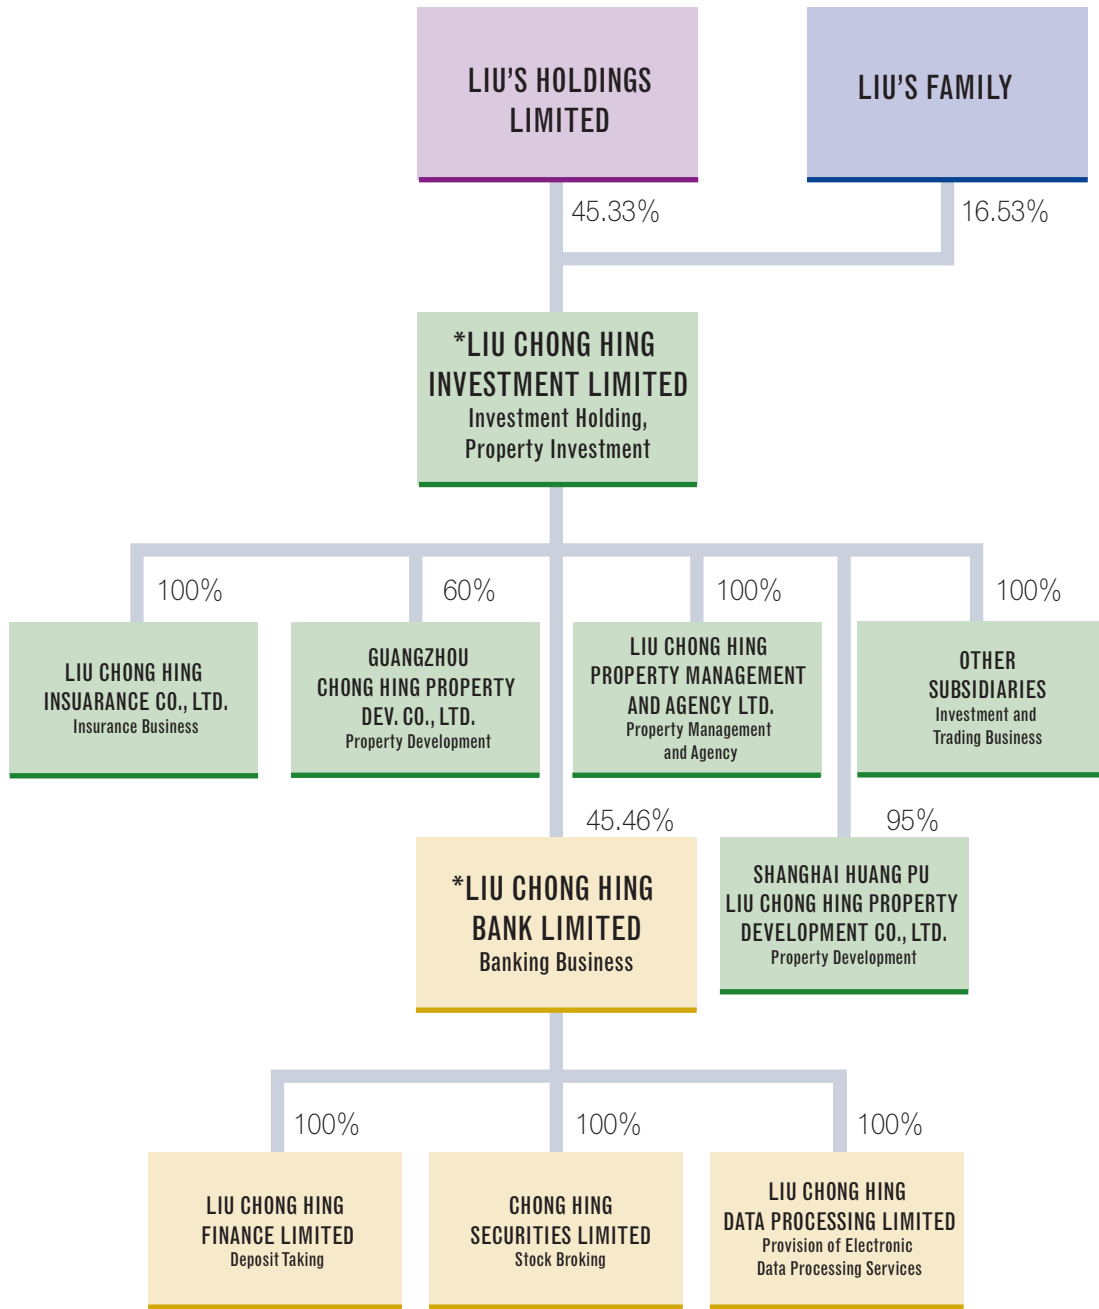 LIU'S HOLDINGS
LIMITED
LIU'S FAMILY
45.33%
16.53%
*LIU CHONG HING
INVESTMENT LIMITED
Investment Holding,
Property Investment
100%
60%
100%
100%
LIU CHONG HING
INSUARANCE CO., LTD.
Insurance Business
GUANGZHOU
CHONG HING PROPERTY
DEV. CO., LTD.
Property Development
LIU CHONG HING
PROPERTY MANAGEMENT
AND AGENCY LTD.
Property Management
and Agency
OTHER
SUBSIDIARIES
Investment and
Trading Business
45.46%
95%
*LIU CHONG HING
BANK LIMITED
Banking Business
SHANGHAI HUANG PU
LIU CHONG HING PROPERTY
DEVELOPMENT CO., LTD.
Property Development
100%
100%
100%
LIU CHONG HING
FINANCE LIMITED
Deposit Taking
CHONG HING
SECURITIES LIMITED
Stock Broking
LIU CHONG HING
DATA PROCESSING LIMITED
Provision of Electronic
Data Processing Services